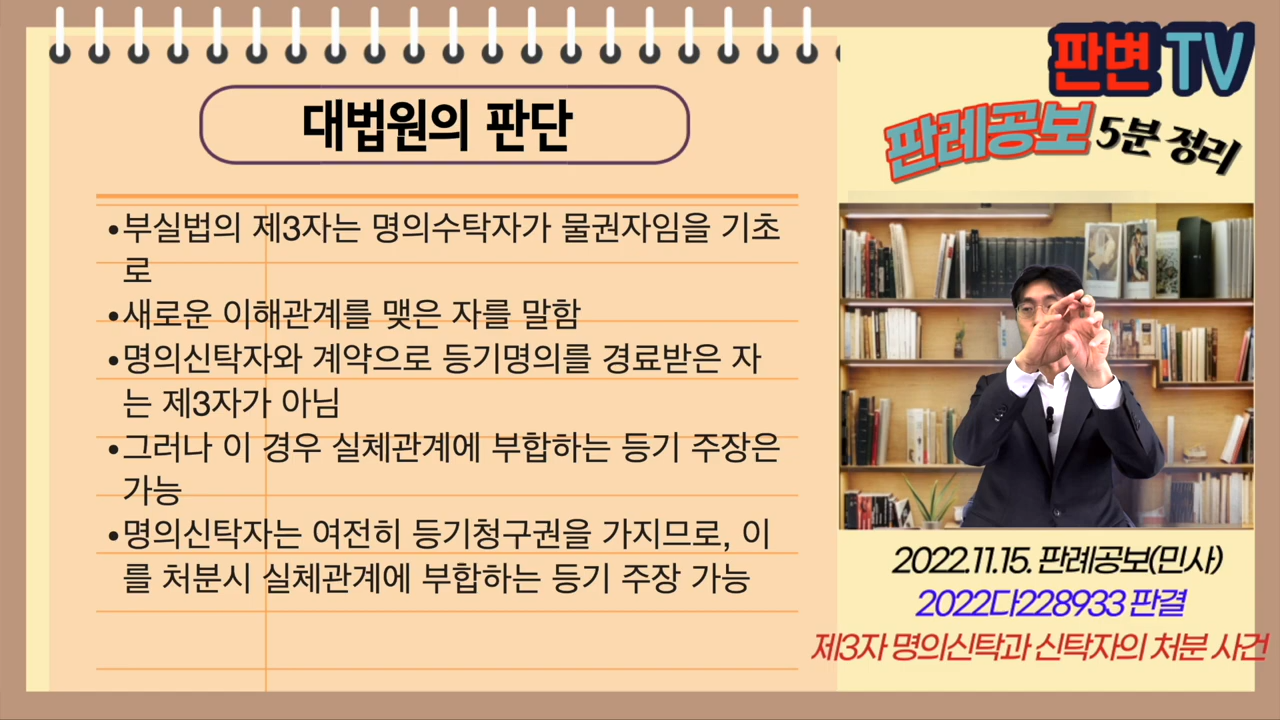 판변 TV
판례공보 5분 정리
대법원의 판단
•부실법의 제3자는 명의수탁자가 물권자임을 기초
로
•새로운 이해관계를 맺은 자를 말함
•명의신탁자와 계약으로 등기명의를 경료받은 자
는 제3자가 아님
•그러나 이 경우 실체관계에 부합하는 등기 주장은
가능
•명의신탁자는 여전히 등기청구권을 가지므로, 이
를 처분시 실체관계에 부합하는 등기 주장 가능
2022.11.15. 판례공보(민사)
2022다228933 판결
제3자 명의신탁과 신탁자의 처분 사건